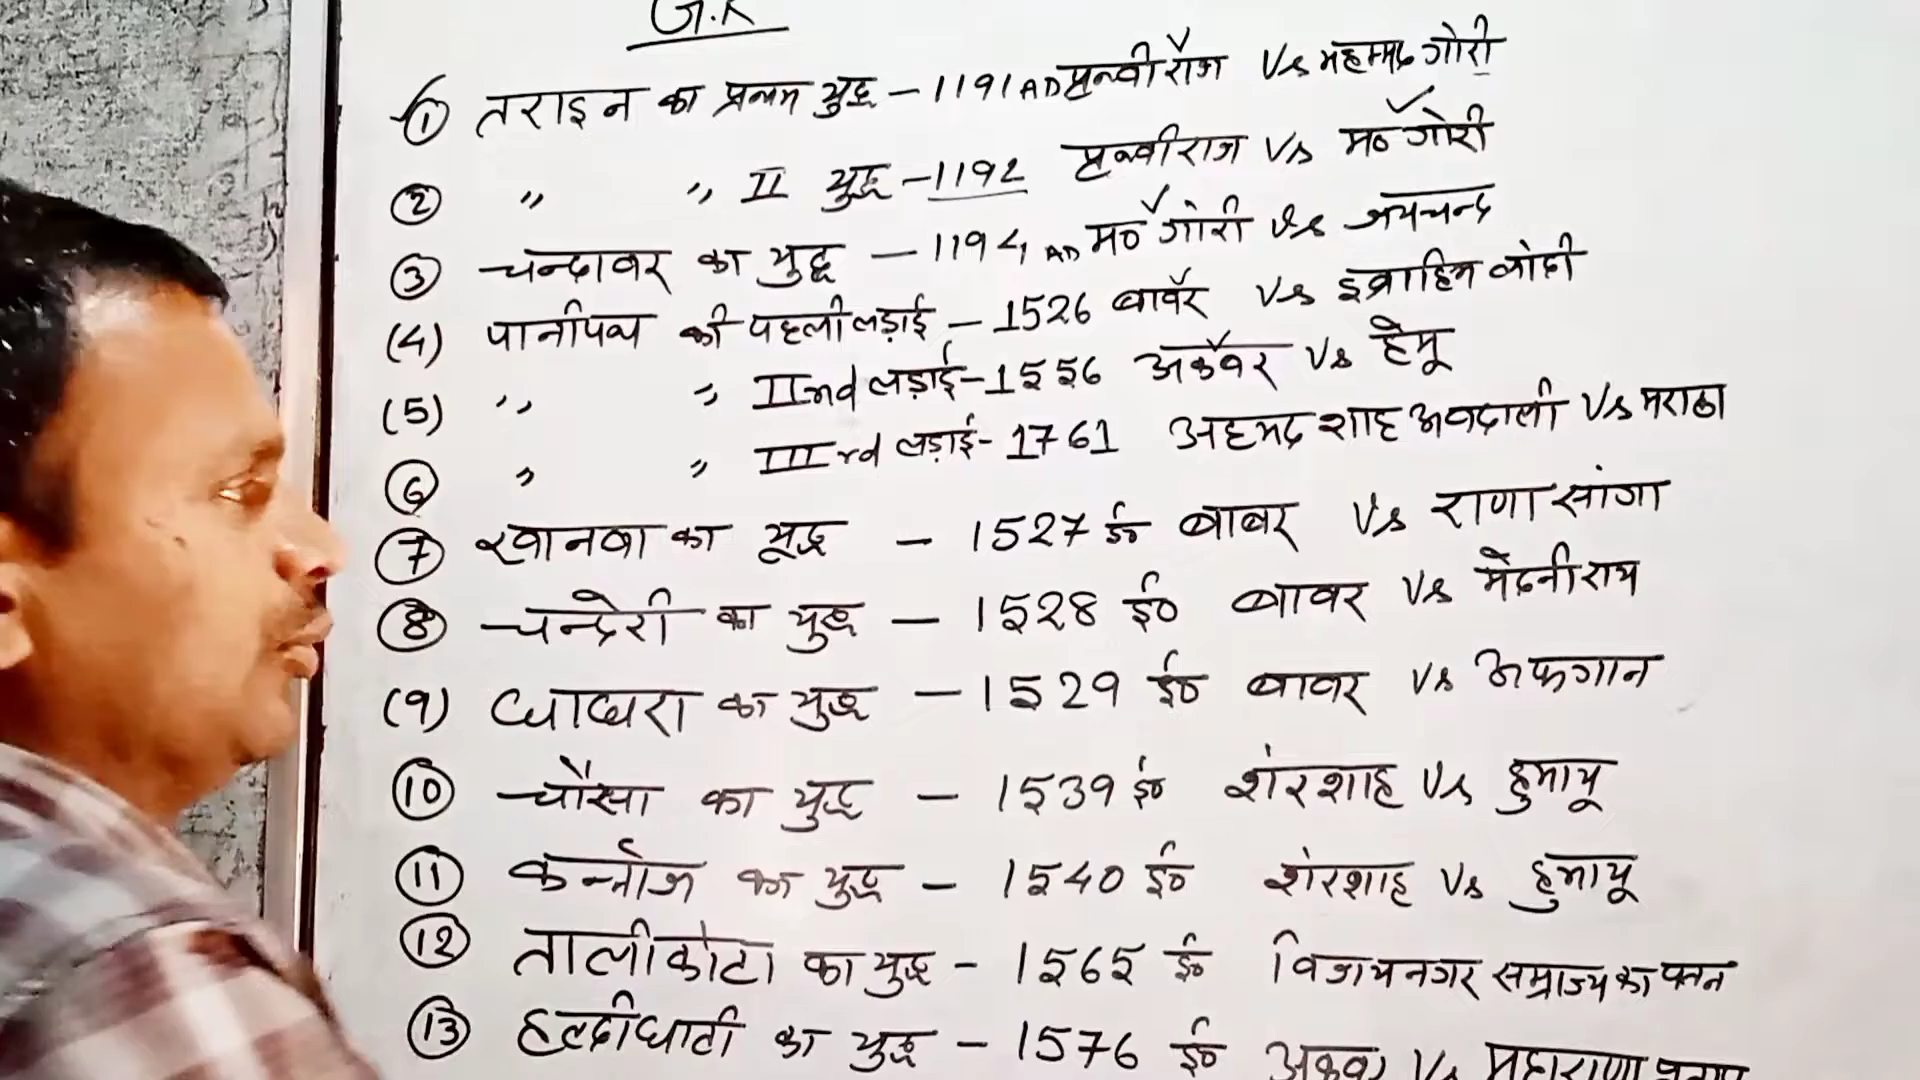 G.K
① तराइन का प्रथम युद्ध – 1191 AD पृथ्वीराज Vs महम्मद गोरी
② " " II युद्ध – 1192 पृथ्वीराज Vs म० गोरी
③ चन्दावर का युद्ध – 1194 AD म० गोरी Vs जयचन्द
(4) पानीपथ की पहली लड़ाई – 1526 बाबर Vs इब्राहिम लोदी
(5) " " IInd लड़ाई – 1556 अकबर Vs हेमू
⑥ " " IIIrd लड़ाई - 1761 अहमद शाह अबदाली Vs मराठा
⑦ खानवा का युद्ध – 1527 ई० बाबर Vs राणा सांगा
⑧ चन्देरी का युद्ध – 1528 ई० बाबर Vs मेदनीराय
(9) घाघरा का युद्ध – 1529 ई० बाबर Vs अफगान
⑩ चौसा का युद्ध – 1539 ई० शेरशाह Vs हुमायू
⑪ कन्नौज का युद्ध – 1540 ई० शेरशाह Vs हुमायू
⑫ तालीकोटा का युद्ध - 1565 ई० विजयनगर सम्राज्य का पतन
⑬ हल्दीघाटी का युद्ध – 1576 ई० अकबर Vs महाराणा